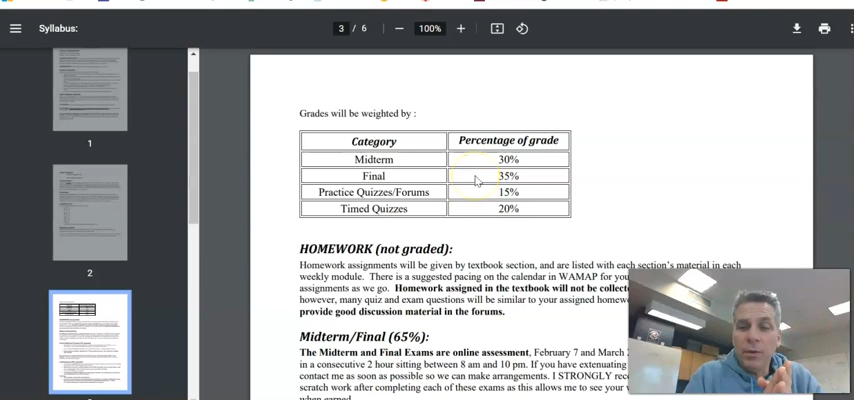 Syllabus:
3 / 6
100%
1
2
Grades will be weighted by :
Category Percentage of grade
Midterm 30%
Final 35%
Practice Quizzes/Forums 15%
Timed Quizzes 20%
HOMEWORK (not graded):
Homework assignments will be given by textbook section, and are listed with each section's material in each
weekly module. There is a suggested pacing on the calendar in WAMAP for you
assignments as we go. Homework assigned in the textbook will not be collec
however, many quiz and exam questions will be similar to your assigned homew
provide good discussion material in the forums.
Midterm/Final (65%):
The Midterm and Final Exams are online assessment, February 7 and March
in a consecutive 2 hour sitting between 8 am and 10 pm. If you have extenuating
contact me as soon as possible so we can make arrangements. I STRONGLY rec
scratch work after completing each of these exams as this allows me to see your
when earned